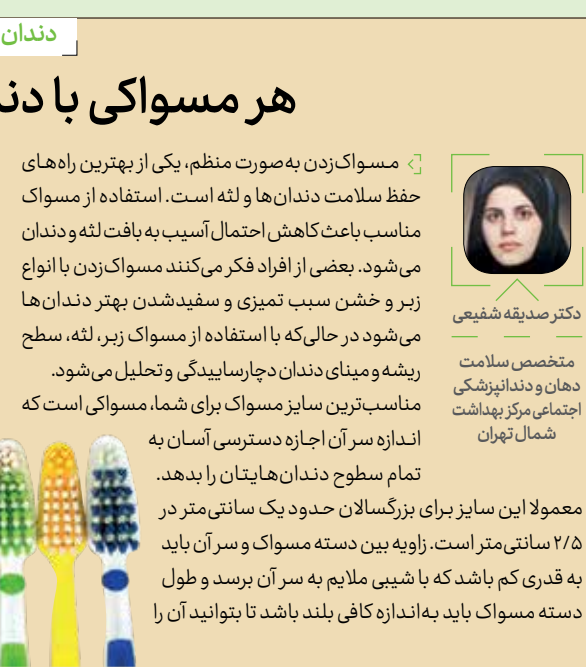 دندان
هر مسواکی با
مسواک‌زدن به‌صورت منظم، یکی از بهترین راه‌های
حفظ سلامت دندان‌ها و لثه است. استفاده از مسواک
مناسب باعث کاهش احتمال آسیب به بافت لثه و دندان
می‌شود. بعضی از افراد فکر می‌کنند مسواک‌زدن با انواع
زبر و خشن سبب تمیزی و سفیدشدن بهتر دندان‌ها
می‌شود در حالی‌که با استفاده از مسواک زبر، لثه، سطح
ریشه و مینای دندان دچار ساییدگی و تحلیل می‌شود.
مناسب‌ترین سایز مسواک برای شما، مسواکی است که
اندازه سر آن اجازه دسترسی آسان به
تمام سطوح دندان‌هایتان را بدهد.
معمولا این سایز برای بزرگسالان حدود یک سانتی‌متر در
۲/۵ سانتی‌متر است. زاویه بین دسته مسواک و سر آن باید
به قدری کم باشد که با شیبی ملایم به سر آن برسد و طول
دسته مسواک باید به‌اندازه کافی بلند باشد تا بتوانید آن را
دکتر صدیقه شفیعی
متخصص سلامت
دهان و دندانپزشکی
اجتماعی مرکز بهداشت
شمال تهران